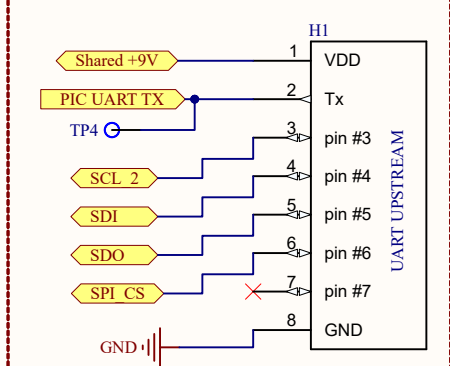 H1
Shared +9V 1 VDD
PIC UART TX 2 Tx
TP4
3 pin #3
SCL_2 4 pin #4
SDI 5 pin #5
SDO 6 pin #6
SPI_CS 7 pin #7
GND 8 GND
UART UPSTREAM